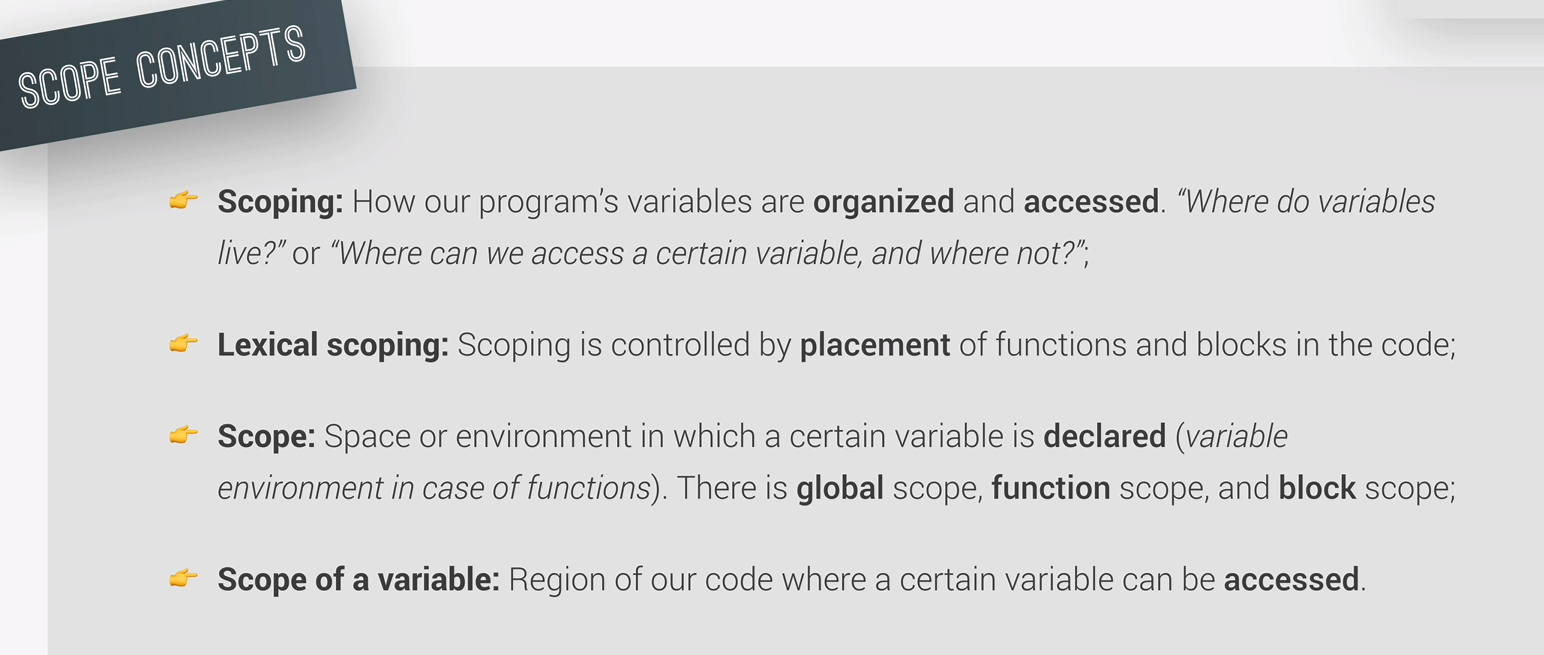 SCOPE CONCEPTS
👉 Scoping: How our program’s variables are organized and accessed. “Where do variables
live?” or “Where can we access a certain variable, and where not?”;
👉 Lexical scoping: Scoping is controlled by placement of functions and blocks in the code;
👉 Scope: Space or environment in which a certain variable is declared (variable
environment in case of functions). There is global scope, function scope, and block scope;
👉 Scope of a variable: Region of our code where a certain variable can be accessed.